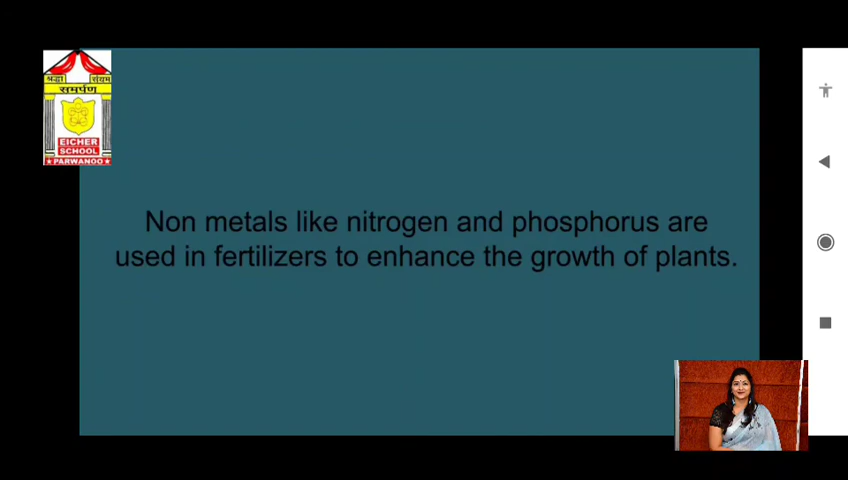 श्रद्धा संयम
समर्पण
EICHER
SCHOOL
★ PARWANOO ★
Non metals like nitrogen and phosphorus are
used in fertilizers to enhance the growth of plants.